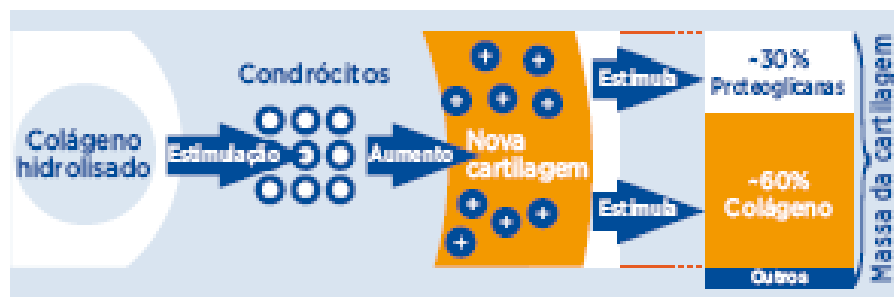 Colágeno
hidrolisado
Estimulação
Condrócitos
Aumento
Nova
cartilagem
Estimula
Estimula
~30%
Proteoglicanas
~60%
Colágeno
Outros
Massa da cartilagem